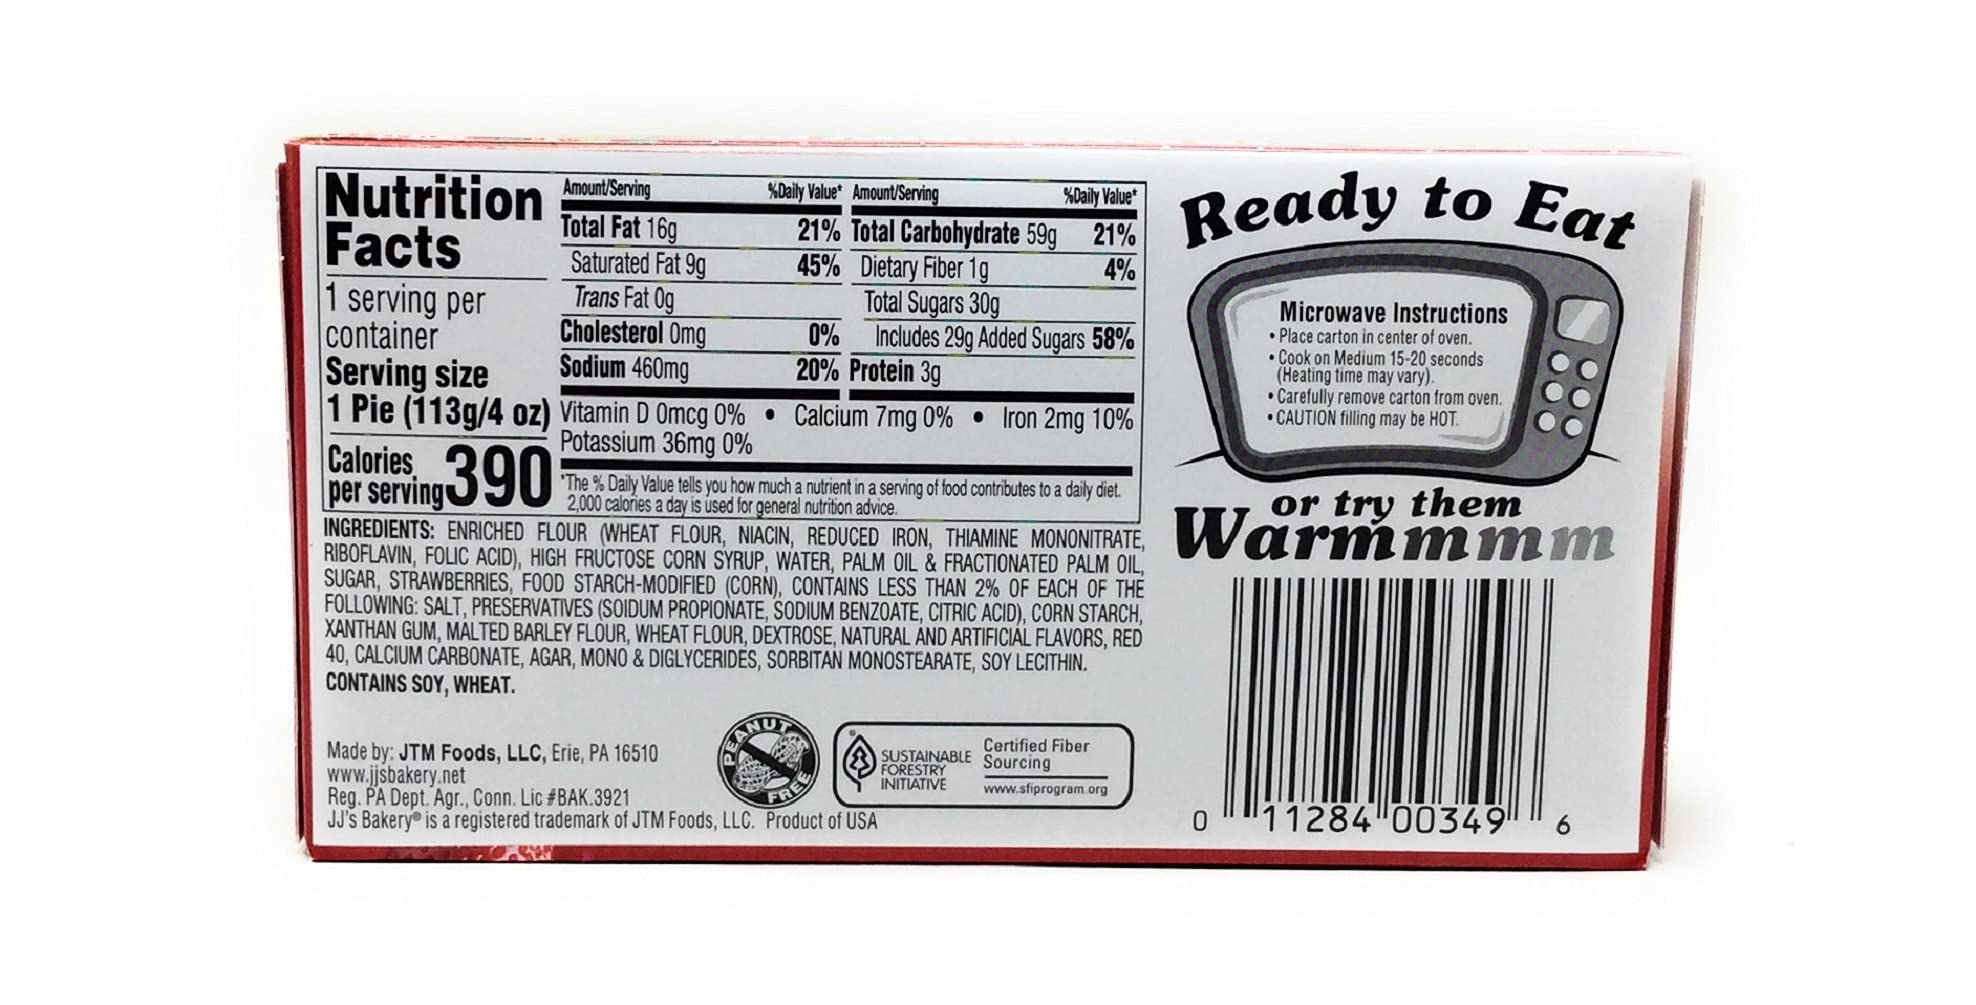 Nutrition
Facts
1 serving per
container
Serving size
1 Pie (113g/4 oz)
Calories
per serving 390
Amount/Serving %Daily Value*
Total Fat 16g 21%
Saturated Fat 9g 45%
Trans Fat 0g
Cholesterol 0mg 0%
Sodium 460mg 20%
Amount/Serving %Daily Value*
Total Carbohydrate 59g 21%
Dietary Fiber 1g 4%
Total Sugars 30g
Includes 29g Added Sugars 58%
Protein 3g
Vitamin D 0mcg 0% • Calcium 7mg 0% • Iron 2mg 10%
Potassium 36mg 0%
*The % Daily Value tells you how much a nutrient in a serving of food contributes to a daily diet.
2,000 calories a day is used for general nutrition advice.
INGREDIENTS: ENRICHED FLOUR (WHEAT FLOUR, NIACIN, REDUCED IRON, THIAMINE MONONITRATE,
RIBOFLAVIN, FOLIC ACID), HIGH FRUCTOSE CORN SYRUP, WATER, PALM OIL & FRACTIONATED PALM OIL,
SUGAR, STRAWBERRIES, FOOD STARCH-MODIFIED (CORN), CONTAINS LESS THAN 2% OF EACH OF THE
FOLLOWING: SALT, PRESERVATIVES (SOIDUM PROPIONATE, SODIUM BENZOATE, CITRIC ACID), CORN STARCH,
XANTHAN GUM, MALTED BARLEY FLOUR, WHEAT FLOUR, DEXTROSE, NATURAL AND ARTIFICIAL FLAVORS, RED
40, CALCIUM CARBONATE, AGAR, MONO & DIGLYCERIDES, SORBITAN MONOSTEARATE, SOY LECITHIN.
CONTAINS SOY, WHEAT.
Made by: JTM Foods, LLC, Erie, PA 16510
www.jjsbakery.net
Reg. PA Dept. Agr., Conn. Lic #BAK.3921
JJ's Bakery® is a registered trademark of JTM Foods, LLC. Product of USA
PEANUT
FREE
SUSTAINABLE
FORESTRY
INITIATIVE
Certified Fiber
Sourcing
www.sfiprogram.org
Ready to Eat
Microwave Instructions
• Place carton in center of oven.
• Cook on Medium 15-20 seconds
(Heating time may vary).
• Carefully remove carton from oven.
• CAUTION filling may be HOT.
or try them
Warmmmm
0 11284 00349 6